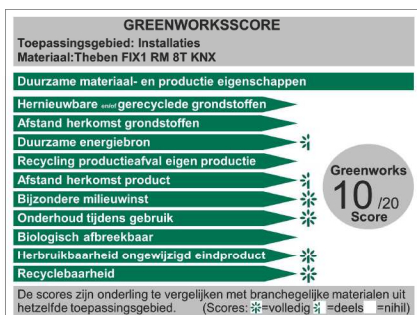 GREENWORKSSCORE
Toepassingsgebied: Installaties
Materiaal:Theben FIX1 RM 8T KNX
Duurzame materiaal- en productie eigenschappen
Hernieuwbare en/of gerecyclede grondstoffen
Afstand herkomst grondstoffen
Duurzame energiebron
Recycling productieafval eigen productie
Afstand herkomst product
Bijzondere milieuwinst
Onderhoud tijdens gebruik
Biologisch afbreekbaar
Herbruikbaarheid ongewijzigd eindproduct
Recyclebaarheid
Greenworks
10 /20
Score
De scores zijn onderling te vergelijken met branchegelijke materialen uit
hetzelfde toepassingsgebied. (Scores: =volledig =deels =nihil)